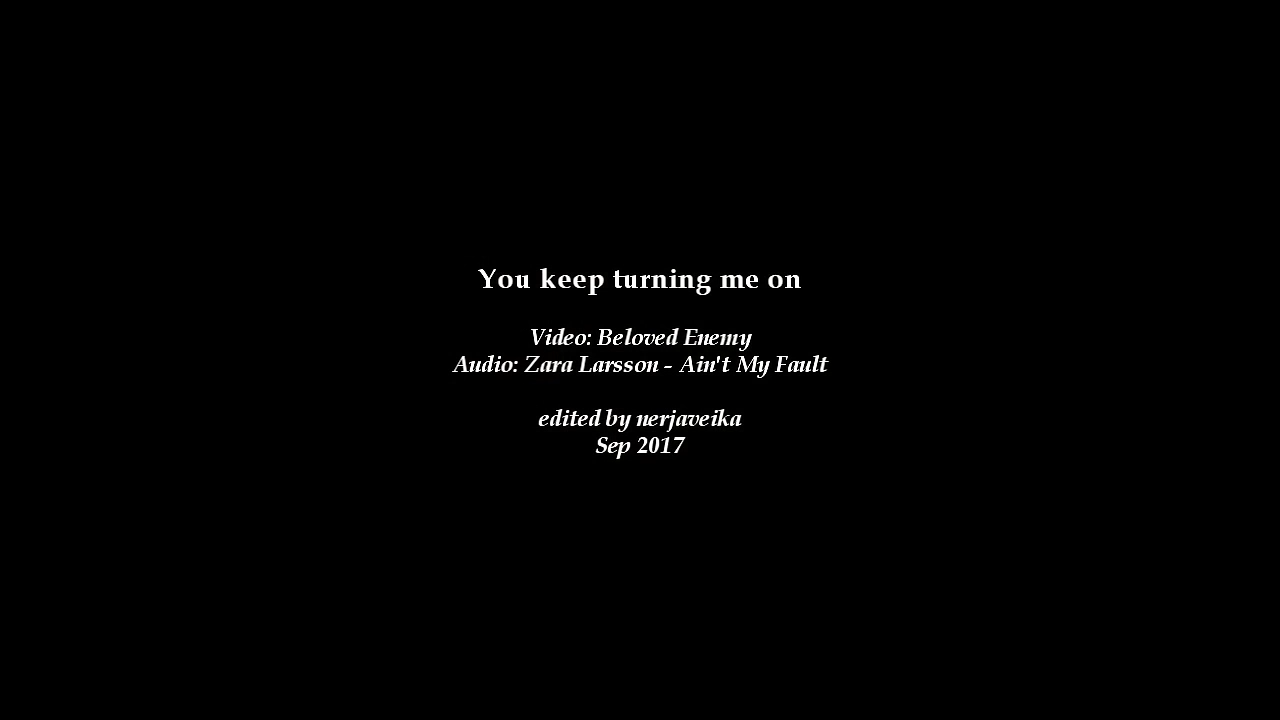 You keep turning me on
Video: Beloved Enemy
Audio: Zara Larsson - Ain't My Fault
edited by nerjaveika
Sep 2017